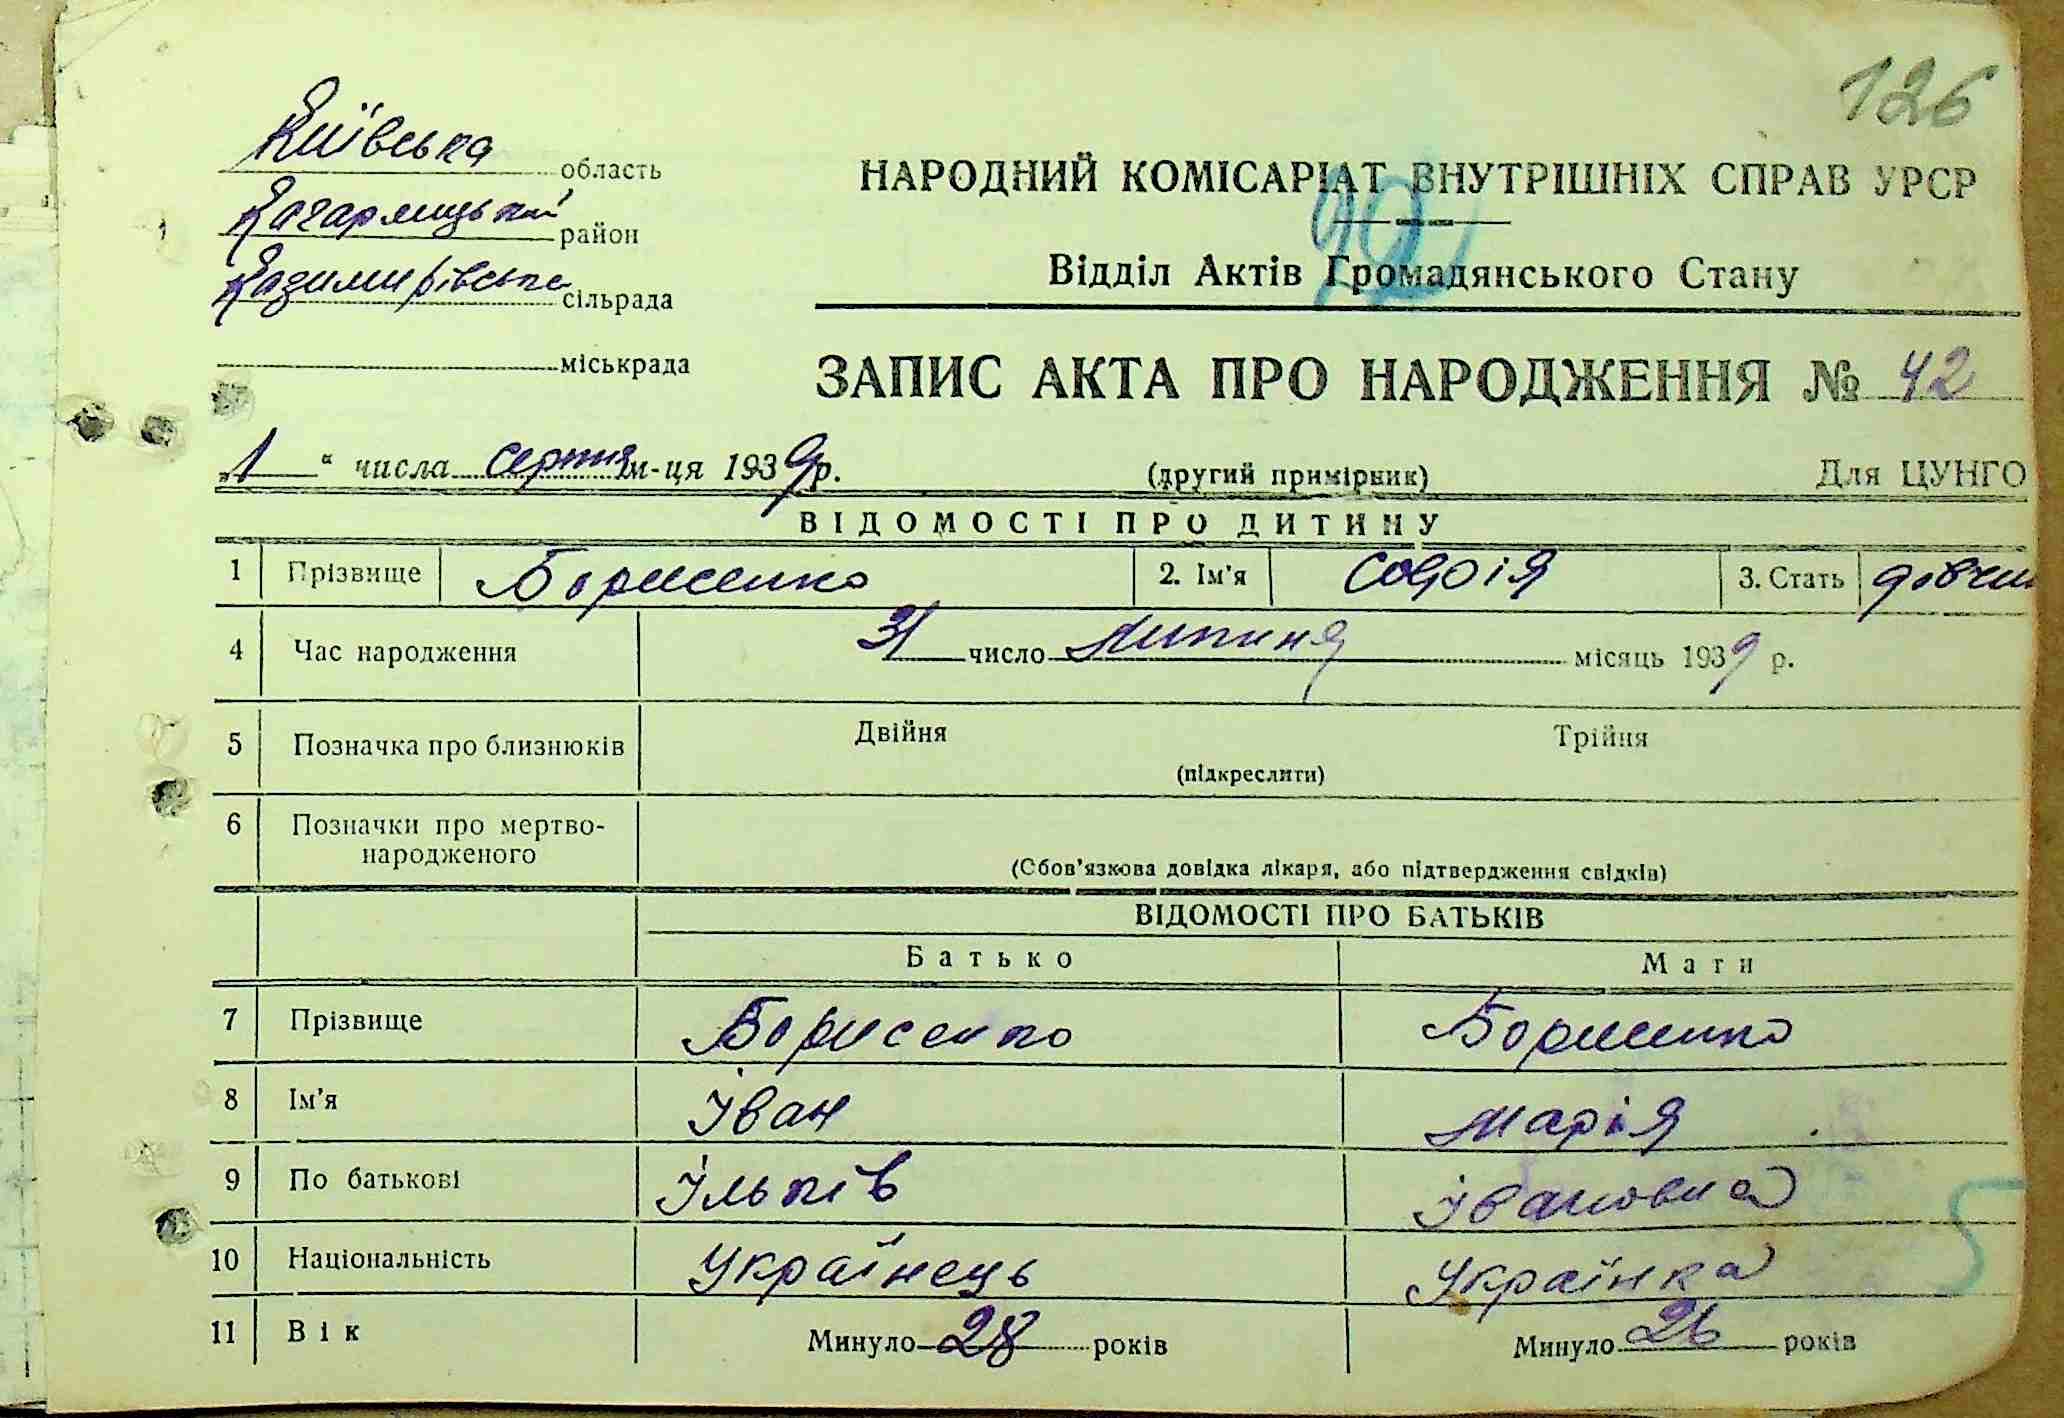 126
Київська область
Кагарлицький район
Казимирівська сільрада
міськрада
НАРОДНИЙ КОМІСАРІАТ ВНУТРІШНІХ СПРАВ УРСР
Відділ Актів Громадянського Стану
ЗАПИС АКТА ПРО НАРОДЖЕННЯ № 42
„1“ числа серпня м-ця 1939 р. (другий примірник) Для ЦУНГО
ВІДОМОСТІ ПРО ДИТИНУ
1 Прізвище Борисенко 2. Ім'я Софія 3. Стать дівчин
4 Час народження 31 число Липня місяць 1939 р.
5 Позначка про близнюків Двійня Трійня
(підкреслити)
6 Позначки про мертво-
народженого
(Обов'язкова довідка лікаря, або підтвердження свідків)
ВІДОМОСТІ ПРО БАТЬКІВ
Батько Мати
7 Прізвище Борисенко Борисенко
8 Ім'я Іван Марія
9 По батькові Ільків Івановна
10 Національність Українець Українка
5
11 Вік Минуло 28 років Минуло 26 років